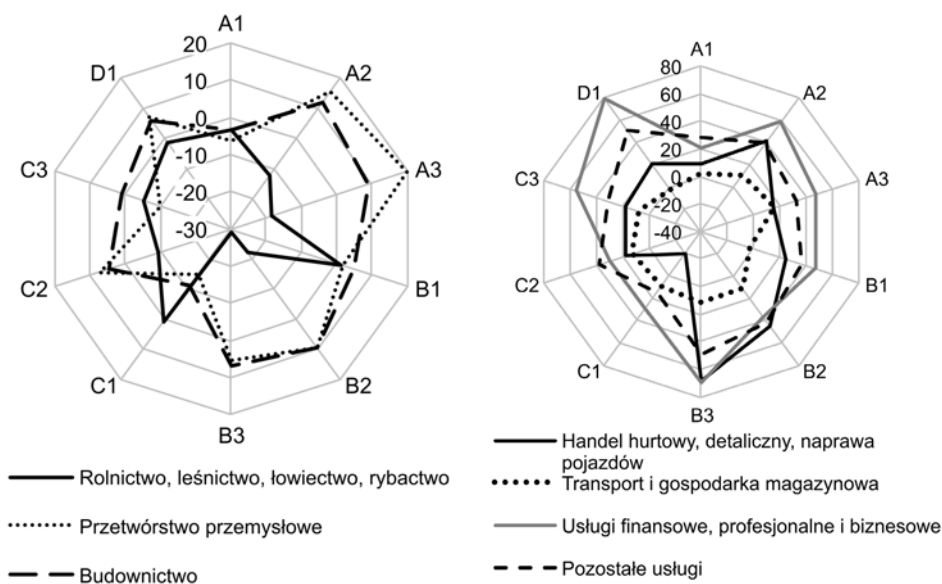 A1
20
D1
A2
10
0
C3
-10
A3
-20
-30
C2
B1
C1
B2
B3
Rolnictwo, leśnictwo, łowiectwo, rybactwo
Przetwórstwo przemysłowe
Budownictwo
A1
80
D1
60
A2
40
20
C3
0
A3
-20
-40
C2
B1
C1
B2
B3
Handel hurtowy, detaliczny, naprawa
pojazdów
Transport i gospodarka magazynowa
Usługi finansowe, profesjonalne i biznesowe
Pozostałe usługi